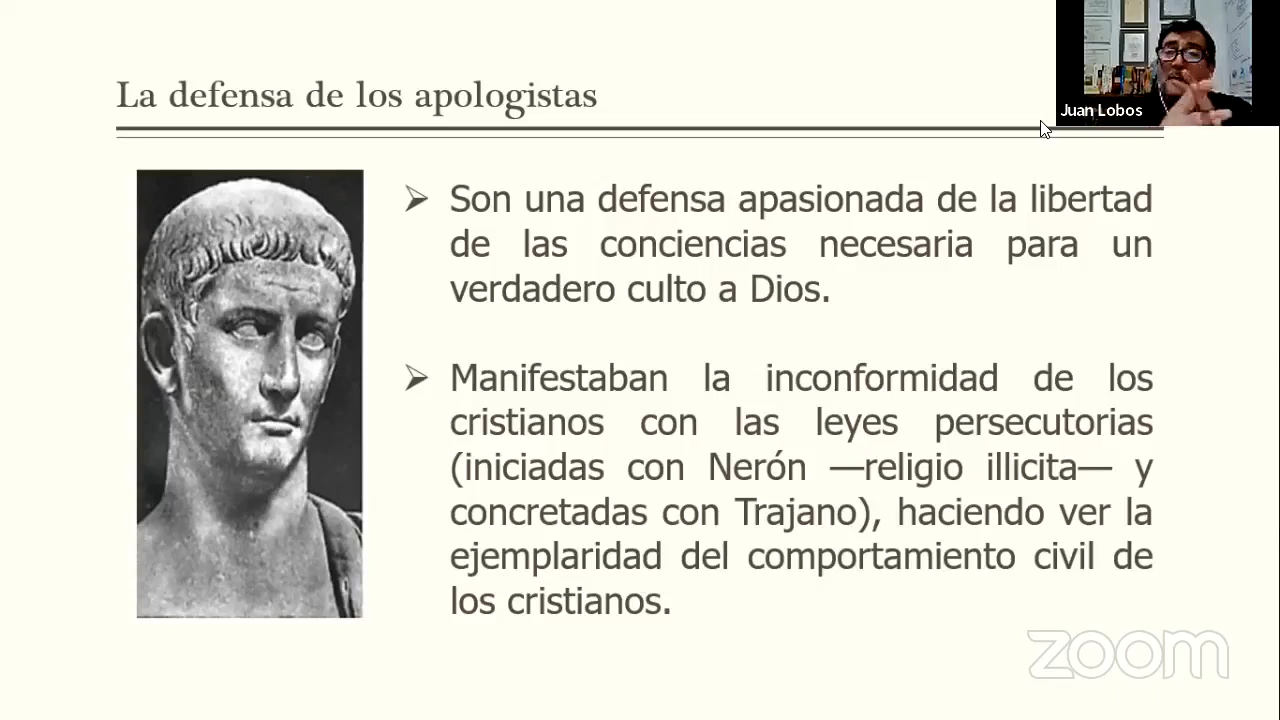 La defensa de los apologistas
Juan Lobos
➢ Son una defensa apasionada de la libertad
de las conciencias necesaria para un
verdadero culto a Dios.
➢ Manifestaban la inconformidad de los
cristianos con las leyes persecutorias
(iniciadas con Nerón —religio illicita— y
concretadas con Trajano), haciendo ver la
ejemplaridad del comportamiento civil de
los cristianos.
zoom